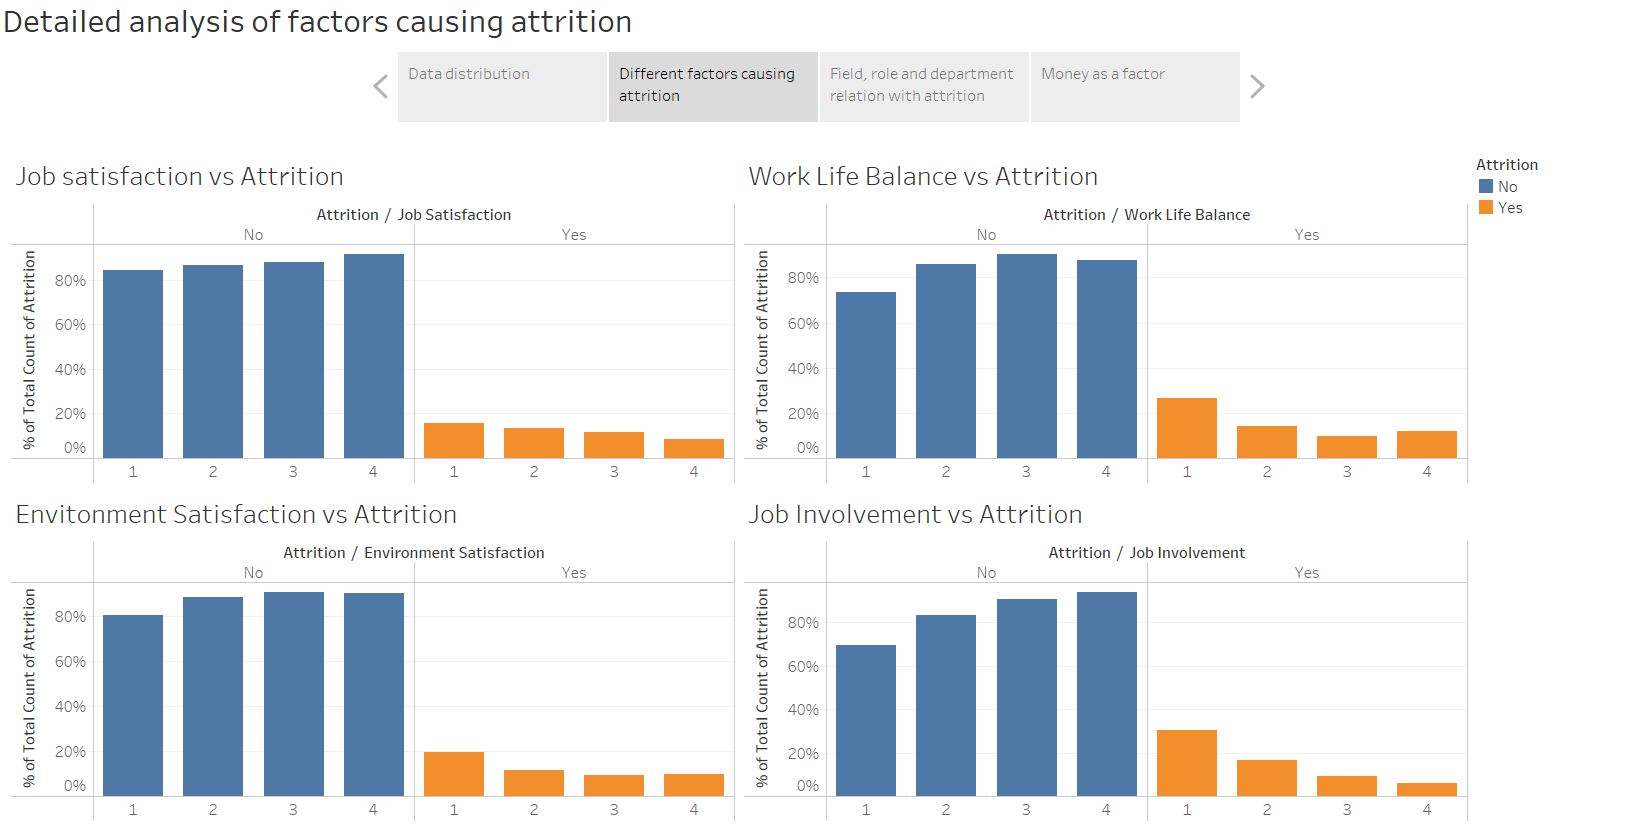 Detailed analysis of factors causing attrition
Data distribution
Different factors causing
attrition
Field, role and department
relation with attrition
Money as a factor
Attrition
No
Yes
Job satisfaction vs Attrition
Attrition / Job Satisfaction
No Yes
% of Total Count of Attrition
80%
60%
40%
20%
0%
1 2 3 4 1 2 3 4
Work Life Balance vs Attrition
Attrition / Work Life Balance
No Yes
% of Total Count of Attrition
80%
60%
40%
20%
0%
1 2 3 4 1 2 3 4
Envitonment Satisfaction vs Attrition
Attrition / Environment Satisfaction
No Yes
% of Total Count of Attrition
80%
60%
40%
20%
0%
1 2 3 4 1 2 3 4
Job Involvement vs Attrition
Attrition / Job Involvement
No Yes
% of Total Count of Attrition
80%
60%
40%
20%
0%
1 2 3 4 1 2 3 4